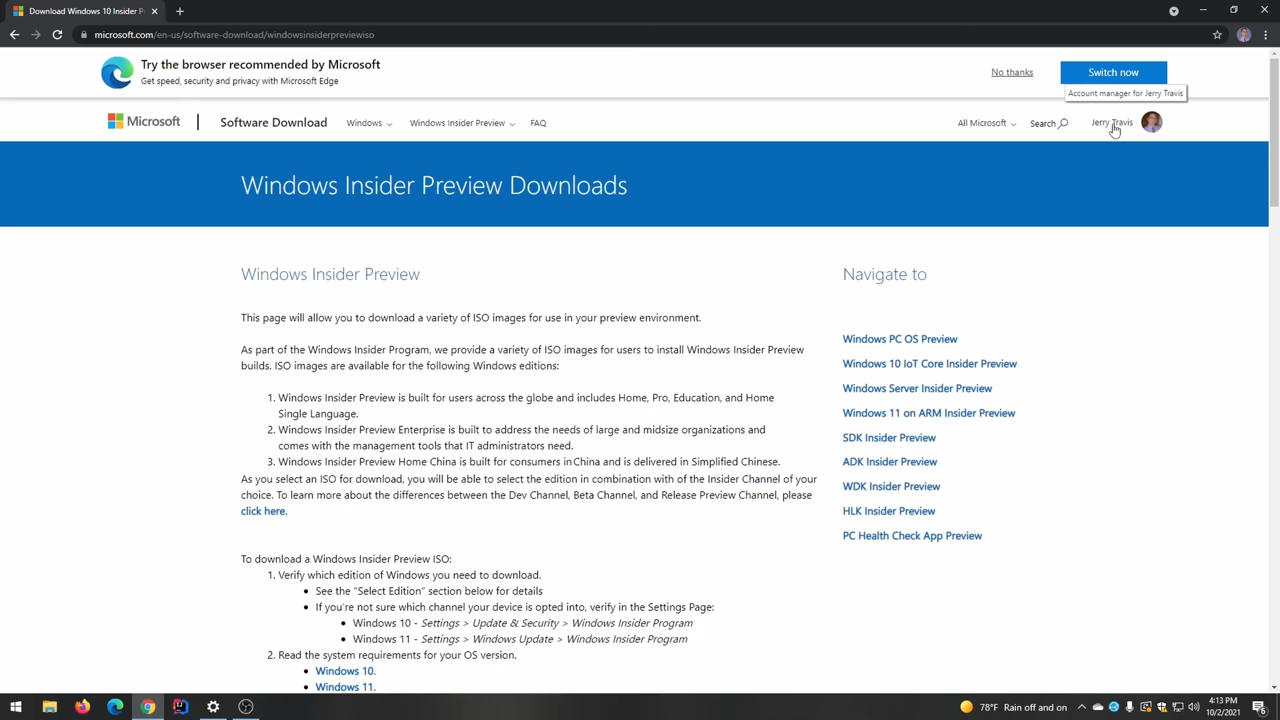 Download Windows 10 Insider P
microsoft.com/en-us/software-download/windowsinsiderpreviewiso
Try the browser recommended by Microsoft
Get speed, security and privacy with Microsoft Edge
No thanks
Switch now
Account manager for Jerry Travis
Microsoft
Software Download
Windows
Windows Insider Preview
FAQ
All Microsoft
Search
Jerry Travis
Windows Insider Preview Downloads
Windows Insider Preview
This page will allow you to download a variety of ISO images for use in your preview environment.
As part of the Windows Insider Program, we provide a variety of ISO images for users to install Windows Insider Preview
builds. ISO images are available for the following Windows editions:
1. Windows Insider Preview is built for users across the globe and includes Home, Pro, Education, and Home
Single Language.
2. Windows Insider Preview Enterprise is built to address the needs of large and midsize organizations and
comes with the management tools that IT administrators need.
3. Windows Insider Preview Home China is built for consumers in China and is delivered in Simplified Chinese.
As you select an ISO for download, you will be able to select the edition in combination with of the Insider Channel of your
choice. To learn more about the differences between the Dev Channel, Beta Channel, and Release Preview Channel, please
click here.
To download a Windows Insider Preview ISO:
1. Verify which edition of Windows you need to download.
• See the "Select Edition" section below for details
• If you're not sure which channel your device is opted into, verify in the Settings Page:
• Windows 10 - Settings > Update & Security > Windows Insider Program
• Windows 11 - Settings > Windows Update > Windows Insider Program
2. Read the system requirements for your OS version.
• Windows 10.
• Windows 11.
Navigate to
Windows PC OS Preview
Windows 10 IoT Core Insider Preview
Windows Server Insider Preview
Windows 11 on ARM Insider Preview
SDK Insider Preview
ADK Insider Preview
WDK Insider Preview
HLK Insider Preview
PC Health Check App Preview
78°F Rain off and on
4:13 PM
10/2/2021